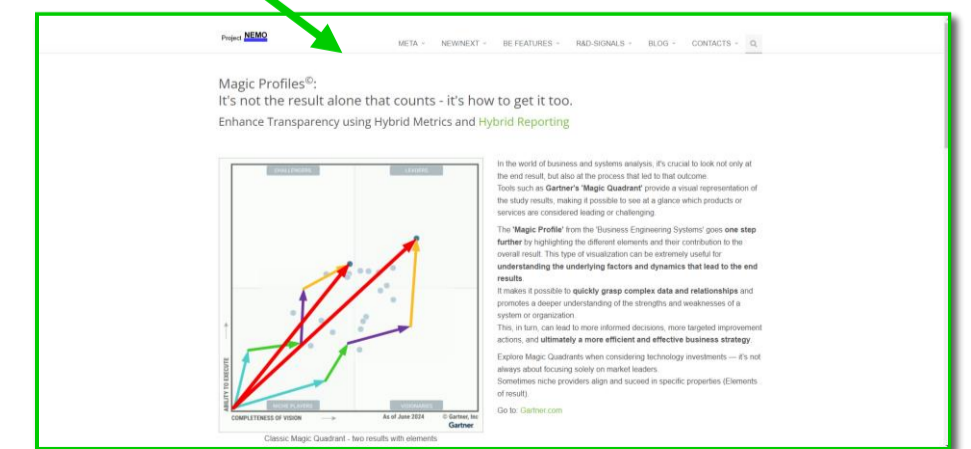 Project NEMO
META NEW/NEXT BE FEATURES R&D-SIGNALS BLOG CONTACTS
Magic Profiles©:
It's not the result alone that counts - it's how to get it too.
Enhance Transparency using Hybrid Metrics and Hybrid Reporting
CHALLENGERS
LEADERS
ABILITY TO EXECUTE
NICHE PLAYERS
VISIONARIES
COMPLETENESS OF VISION
As of June 2024
© Gartner, Inc
Gartner
Classic Magic Quadrant - two results with elements
In the world of business and systems analysis, it's crucial to look not only at
the end result, but also at the process that led to that outcome.
Tools such as Gartner's 'Magic Quadrant' provide a visual representation of
the study results, making it possible to see at a glance which products or
services are considered leading or challenging.
The 'Magic Profile' from the 'Business Engineering Systems' goes one step
further by highlighting the different elements and their contribution to the
overall result. This type of visualization can be extremely useful for
understanding the underlying factors and dynamics that lead to the end
results.
It makes it possible to quickly grasp complex data and relationships and
promotes a deeper understanding of the strengths and weaknesses of a
system or organization.
This, in turn, can lead to more informed decisions, more targeted improvement
actions, and ultimately a more efficient and effective business strategy.
Explore Magic Quadrants when considering technology investments — it's not
always about focusing solely on market leaders.
Sometimes niche providers align and suceed in specific properties (Elements
of result).
Go to: Gartner.com